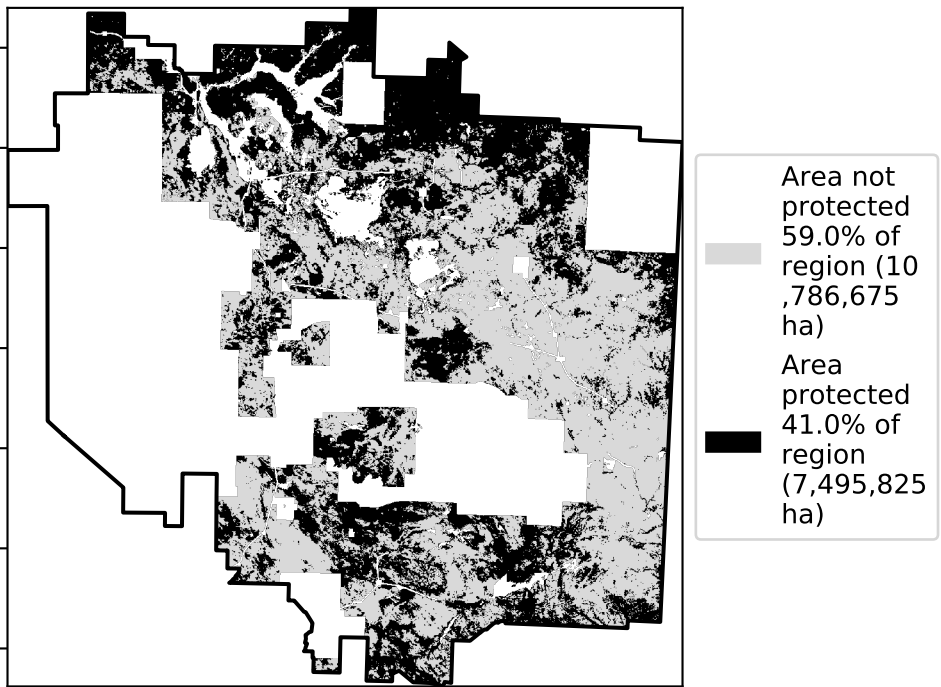 Area not
protected
59.0% of
region (10
,786,675
ha)
Area
protected
41.0% of
region
(7,495,825
ha)